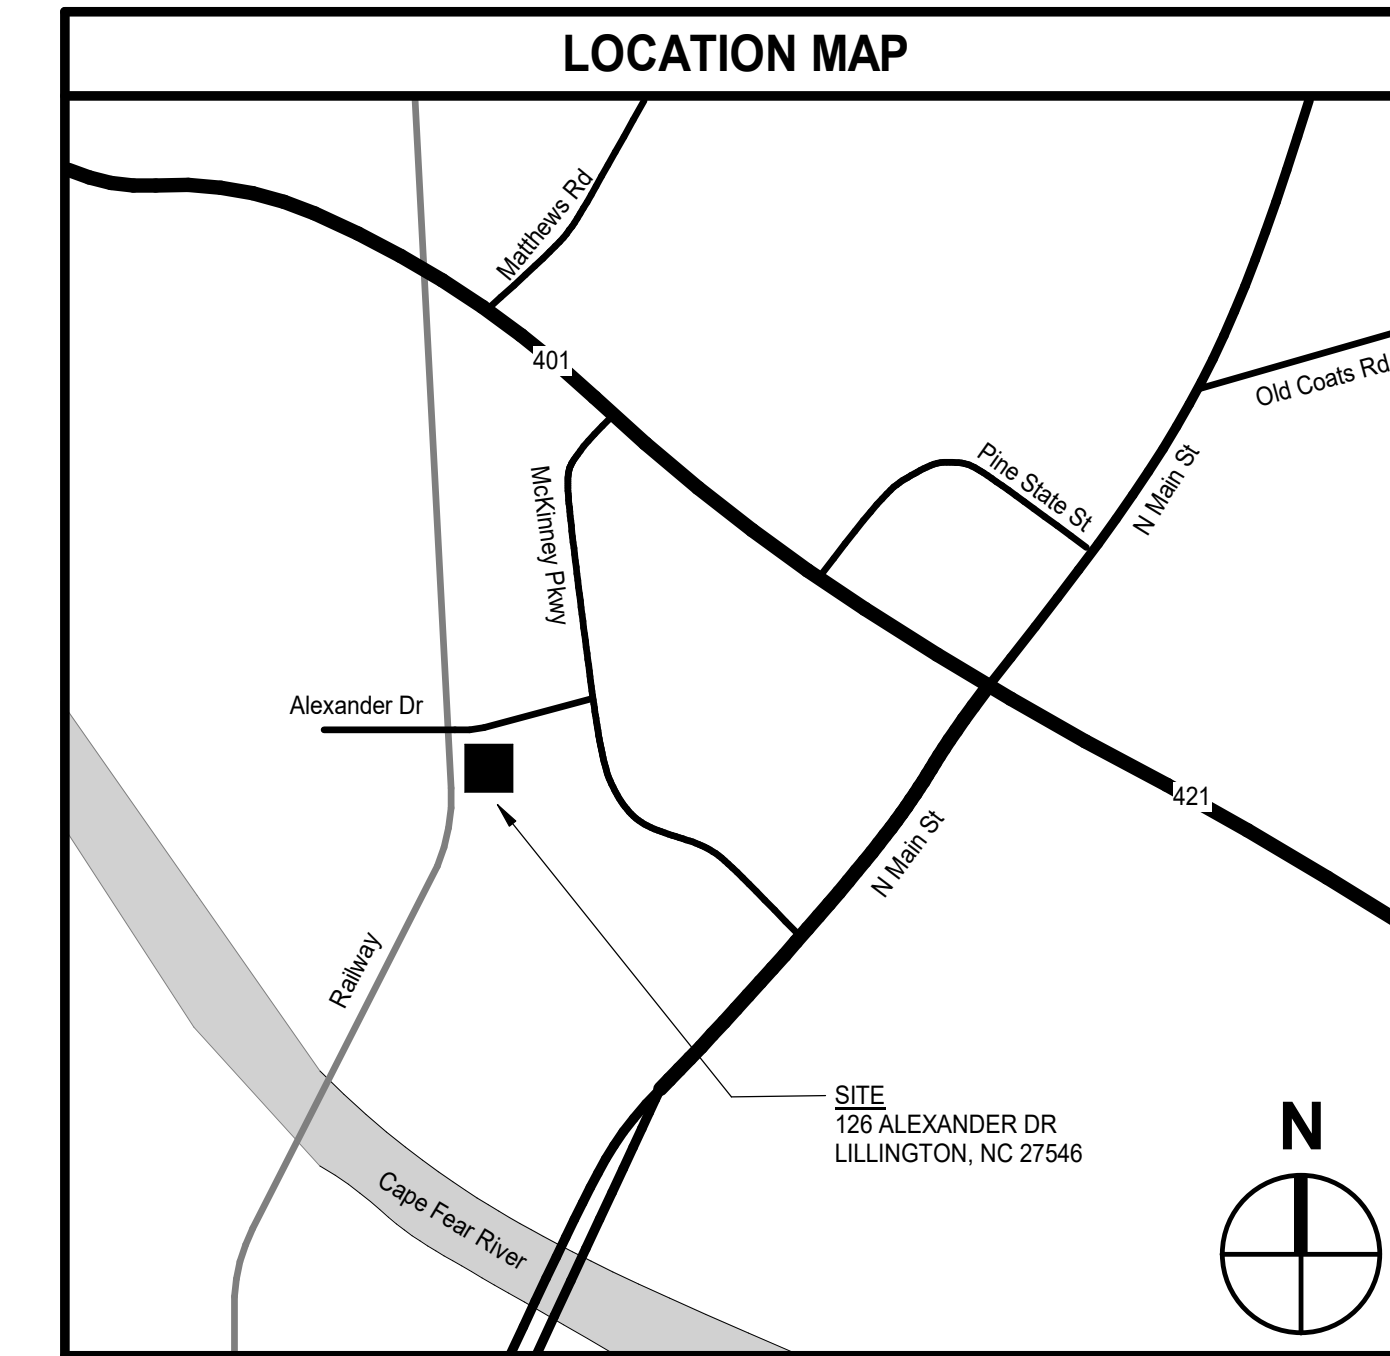 LOCATION MAP
Matthews Rd
401
Old Coats Rd
Pine State St
N Main St
McKinney Pkwy
Alexander Dr
421
N Main St
Railway
SITE
126 ALEXANDER DR
LILLINGTON, NC 27546
N
Cape Fear River